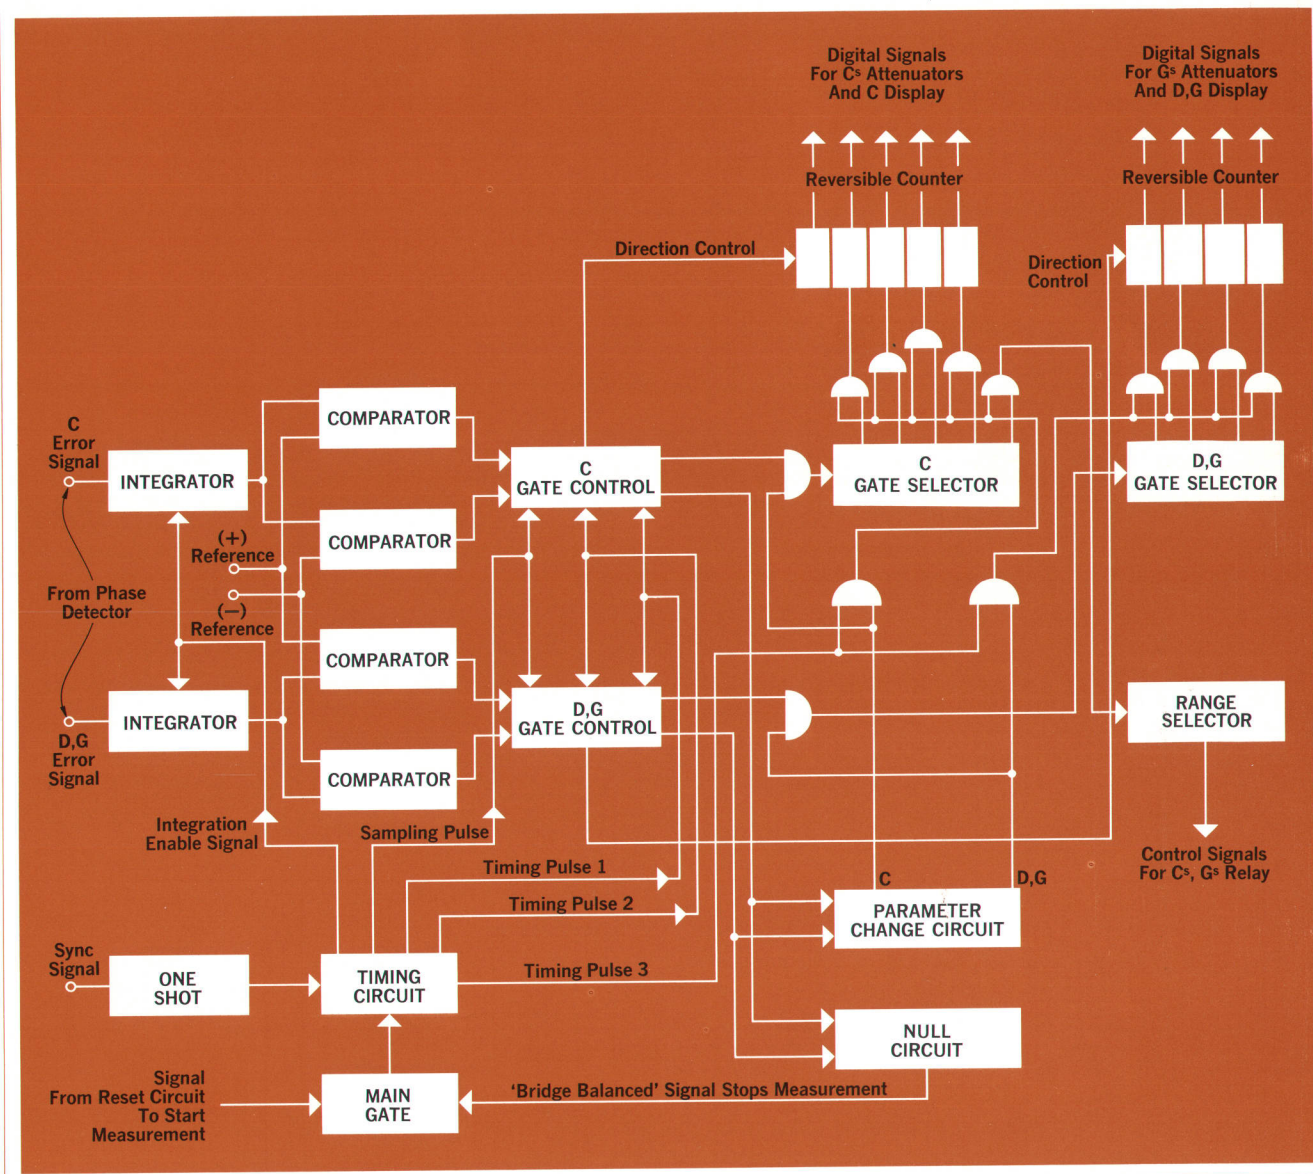 Digital Signals
For Cs Attenuators
And C Display
Digital Signals
For Gs Attenuators
And D,G Display
Reversible Counter
Reversible Counter
Direction Control
Direction
Control
C
Error
Signal
INTEGRATOR
COMPARATOR
COMPARATOR
C
GATE CONTROL
C
GATE SELECTOR
D,G
GATE SELECTOR
(+)
Reference
(—)
Reference
From Phase
Detector
COMPARATOR
COMPARATOR
INTEGRATOR
D,G
Error
Signal
D,G
GATE CONTROL
RANGE
SELECTOR
Integration
Enable Signal
Sampling Pulse
Timing Pulse 1
Timing Pulse 2
Timing Pulse 3
C
D,G
PARAMETER
CHANGE CIRCUIT
Control Signals
For Cs, Gs Relay
Sync
Signal
ONE
SHOT
TIMING
CIRCUIT
NULL
CIRCUIT
Signal
From Reset Circuit
To Start
Measurement
MAIN
GATE
‘Bridge Balanced’ Signal Stops Measurement